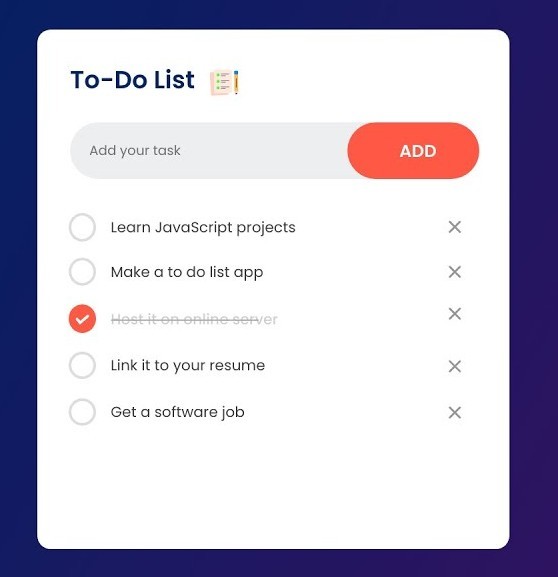 To-Do List
Add your task
ADD
Learn JavaScript projects
Make a to do list app
Host it on online server
Link it to your resume
Get a software job